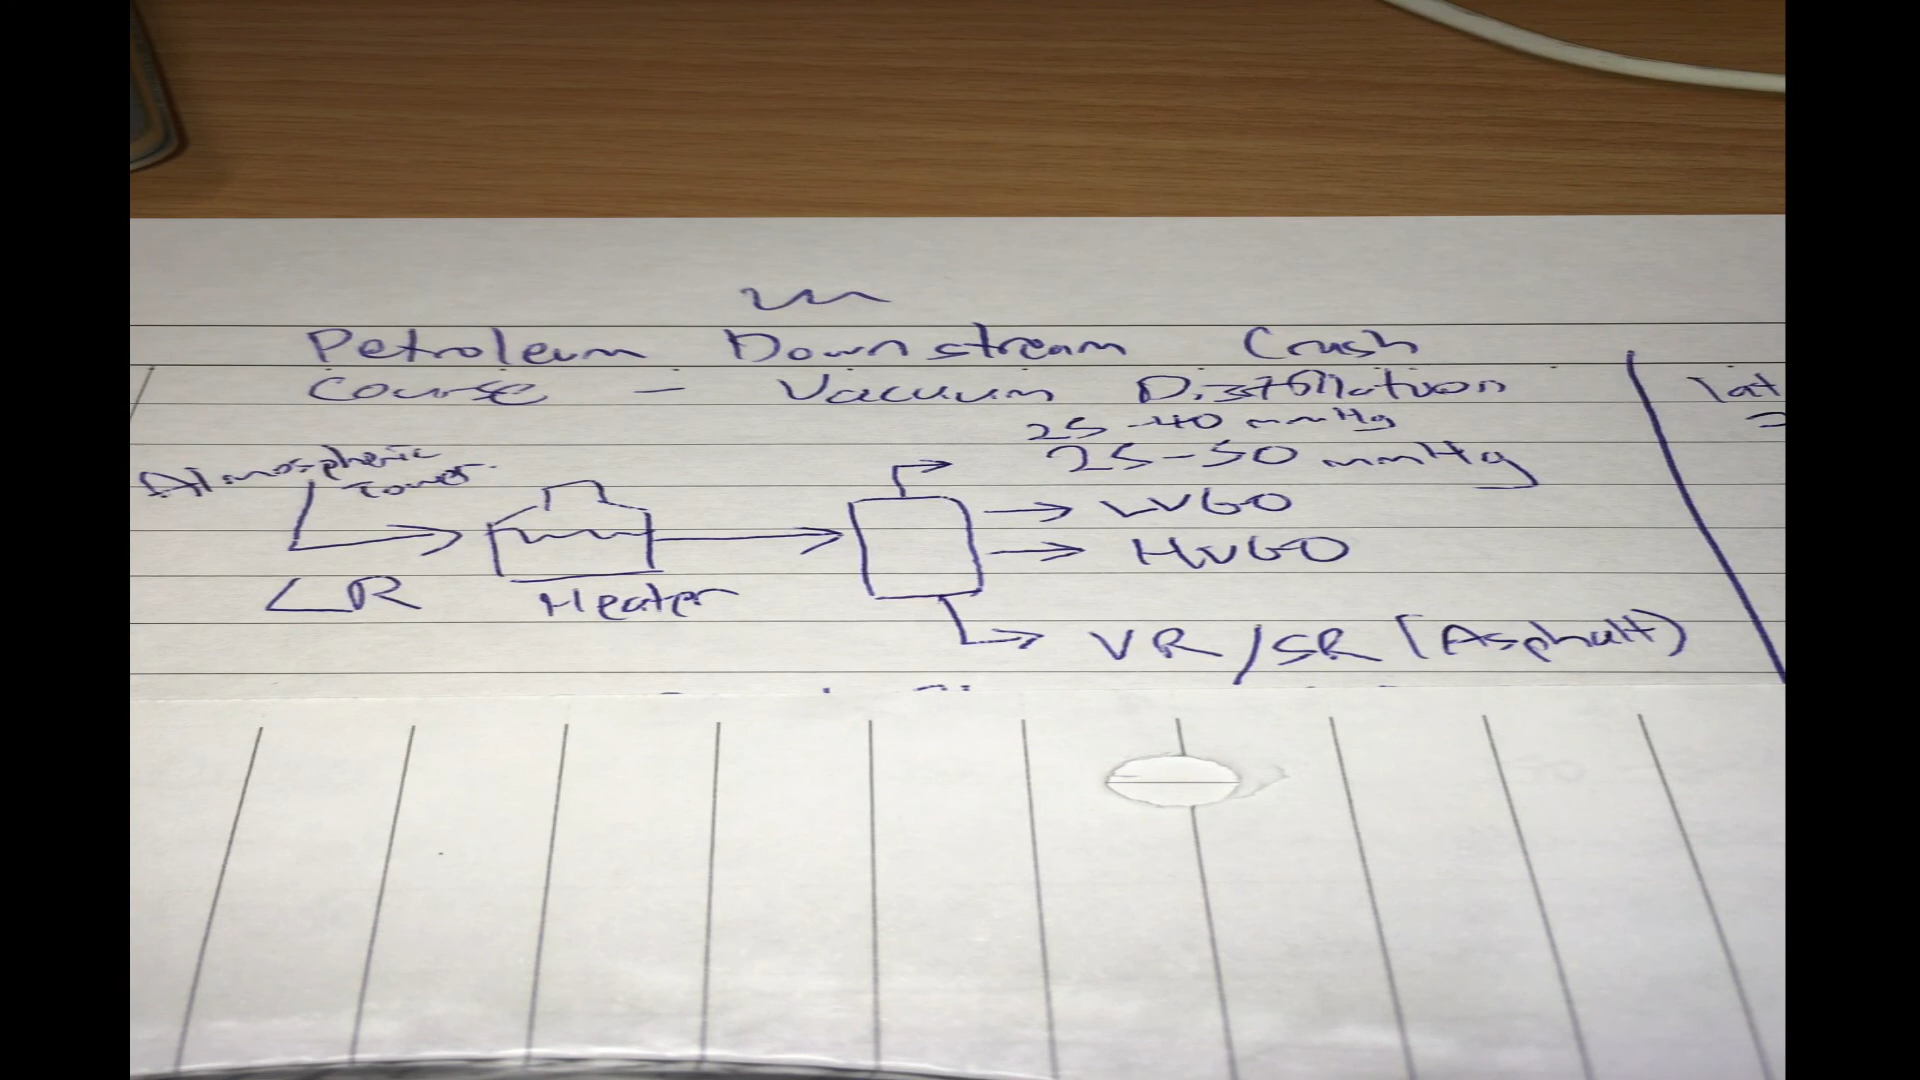 Petroleum Downstream Crash
Course - Vacuum Distillation
25-40 mmHg
25-50 mmHg
Atmospheric
Tower
LVGO
HVGO
LR
Heater
VR/SR (Asphalt)